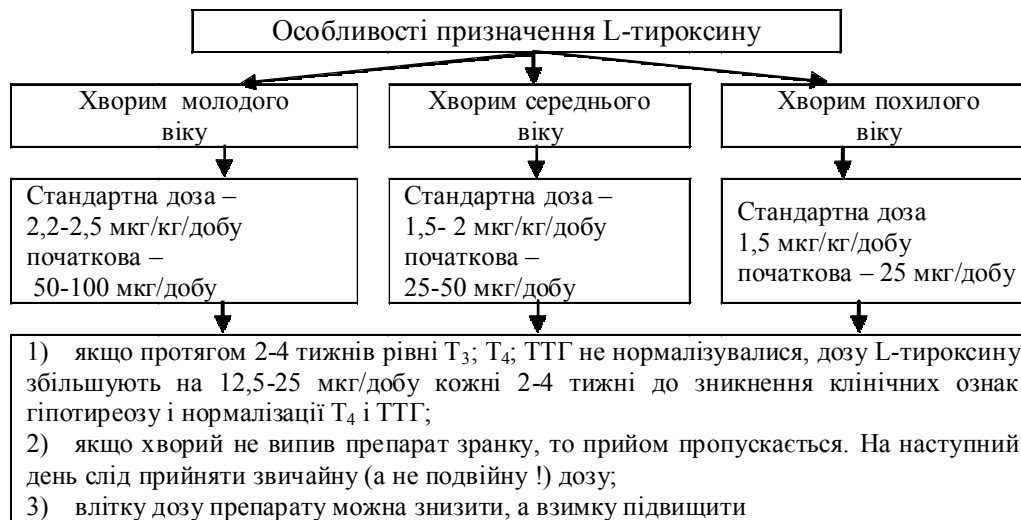 Особливості призначення L-тироксину
Хворим молодого
віку
Хворим середнього
віку
Хворим похилого
віку
Стандартна доза –
2,2-2,5 мкг/кг/добу
початкова –
50-100 мкг/добу
Стандартна доза –
1,5- 2 мкг/кг/добу
початкова –
25-50 мкг/добу
Стандартна доза
1,5 мкг/кг/добу
початкова – 25 мкг/добу
1) якщо протягом 2-4 тижнів рівні Т₃; Т₄; ТТГ не нормалізувалися, дозу L-тироксину
збільшують на 12,5-25 мкг/добу кожні 2-4 тижні до зникнення клінічних ознак
гіпотиреозу і нормалізації Т₄ і ТТГ;
2) якщо хворий не випив препарат зранку, то прийом пропускається. На наступний
день слід прийняти звичайну (а не подвійну !) дозу;
3) влітку дозу препарату можна знизити, а взимку підвищити